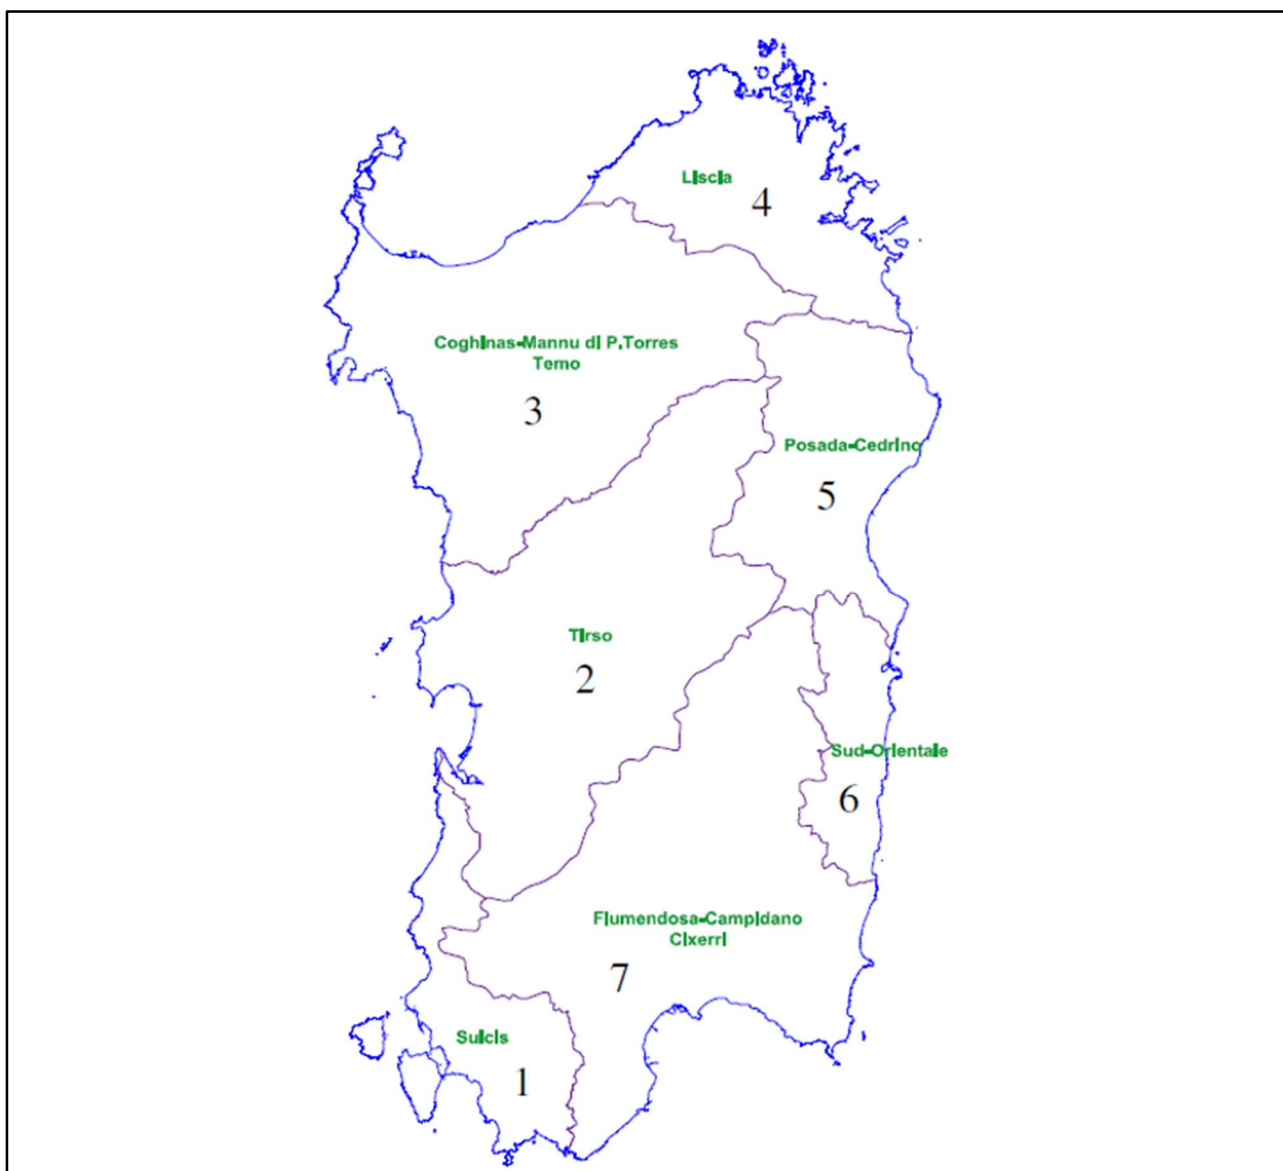 Liscia
4
Coghinas-Mannu di P.Torres
Temo
3
Posada-Cedrino
5
Tirso
2
Sud-Orientale
6
Flumendosa-Campidano
Cixerri
7
Sulcis
1